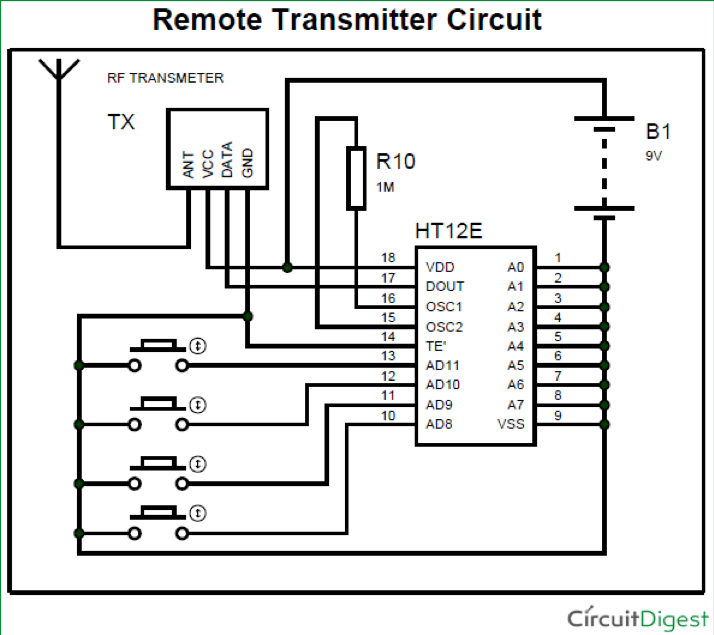 Remote Transmitter Circuit
RF TRANSMETER
TX
ANT VCC DATA GND
R10
1M
B1
9V
HT12E
18 VDD A0 1
17 DOUT A1 2
16 OSC1 A2 3
15 OSC2 A3 4
14 TE' A4 5
13 AD11 A5 6
12 AD10 A6 7
11 AD9 A7 8
10 AD8 VSS 9
CircuitDigest